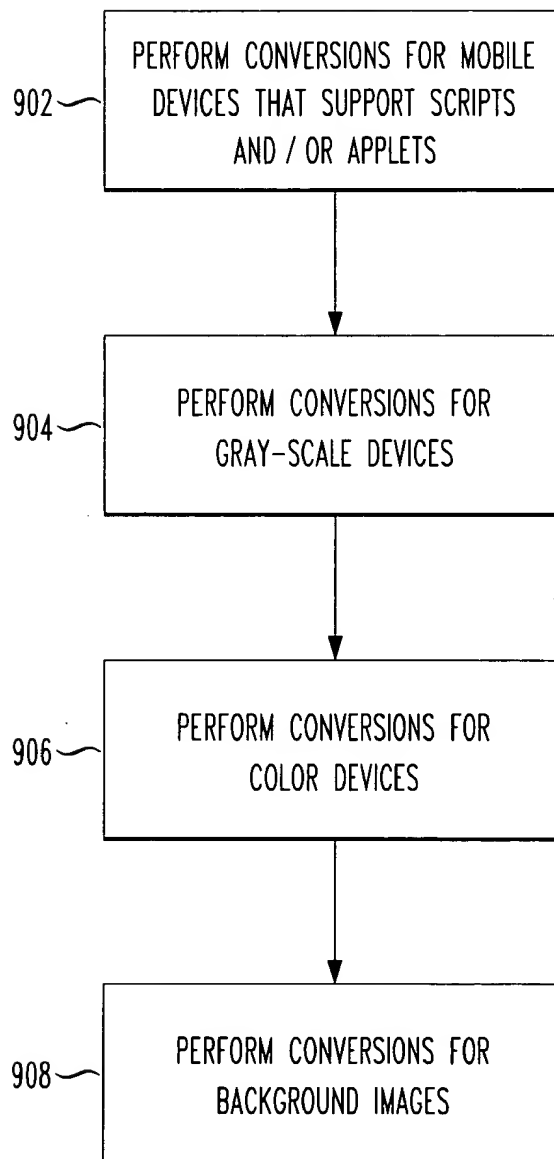 902
PERFORM CONVERSIONS FOR MOBILE
DEVICES THAT SUPPORT SCRIPTS
AND / OR APPLETS
904
PERFORM CONVERSIONS FOR
GRAY-SCALE DEVICES
906
PERFORM CONVERSIONS FOR
COLOR DEVICES
908
PERFORM CONVERSIONS FOR
BACKGROUND IMAGES